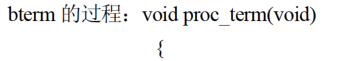 bterm 的过程：void proc_term(void)
{